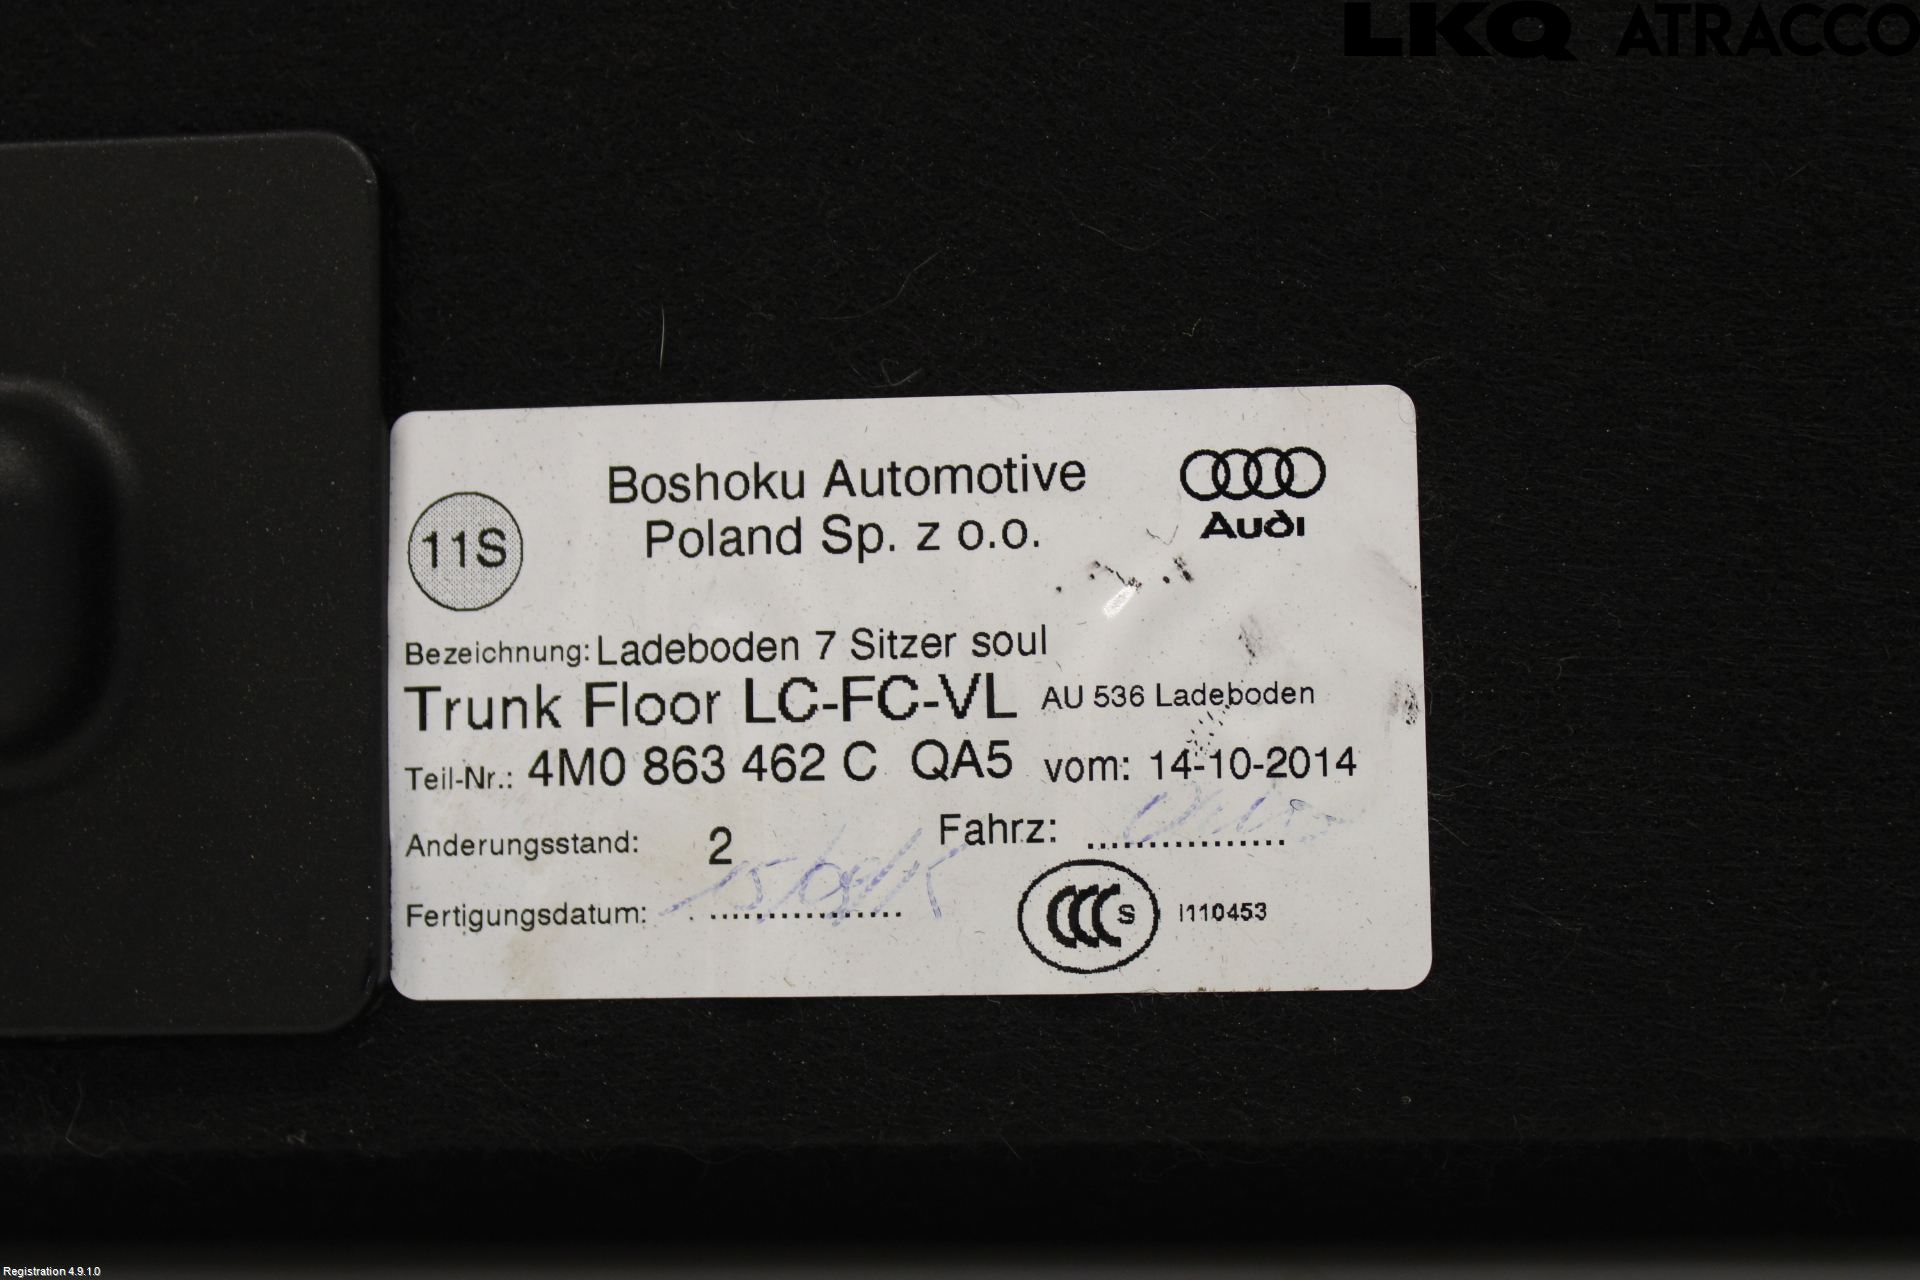 LKQ ATRACCO
Boshoku Automotive
Poland Sp. z o.o.
Audi
11S
Bezeichnung: Ladeboden 7 Sitzer soul
Trunk Floor LC-FC-VL AU 536 Ladeboden
Teil-Nr.: 4M0 863 462 C QA5 vom: 14-10-2014
Anderungsstand: 2 Fahrz: ................
Fertigungsdatum: ................
CCC S I110453
Registration 4.9.1.0